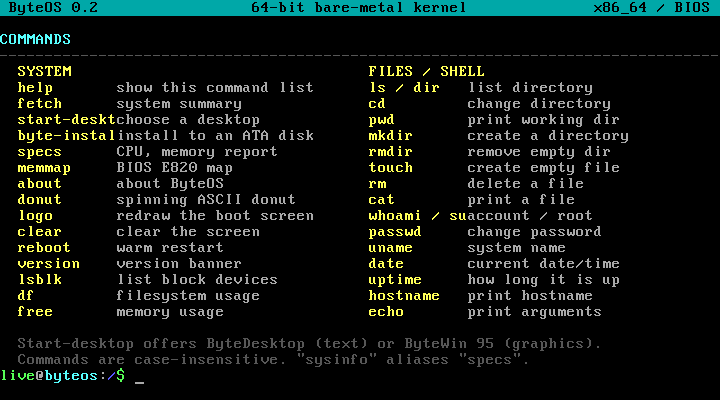 ByteOS 0.2 64-bit bare-metal kernel x86_64 / BIOS
COMMANDS
SYSTEM FILES / SHELL
help show this command list ls / dir list directory
fetch system summary cd change directory
start-desktchoose a desktop pwd print working dir
byte-instalinstall to an ATA disk mkdir create a directory
specs CPU, memory report rmdir remove empty dir
memmap BIOS E820 map touch create empty file
about about ByteOS rm delete a file
donut spinning ASCII donut cat print a file
logo redraw the boot screen whoami / suaccount / root
clear clear the screen passwd change password
reboot warm restart uname system name
version version banner date current date/time
lsblk list block devices uptime how long it is up
df filesystem usage hostname print hostname
free memory usage echo print arguments
Start-desktop offers ByteDesktop (text) or ByteWin 95 (graphics).
Commands are case-insensitive. "sysinfo" aliases "specs".
live@byteos:/$ _